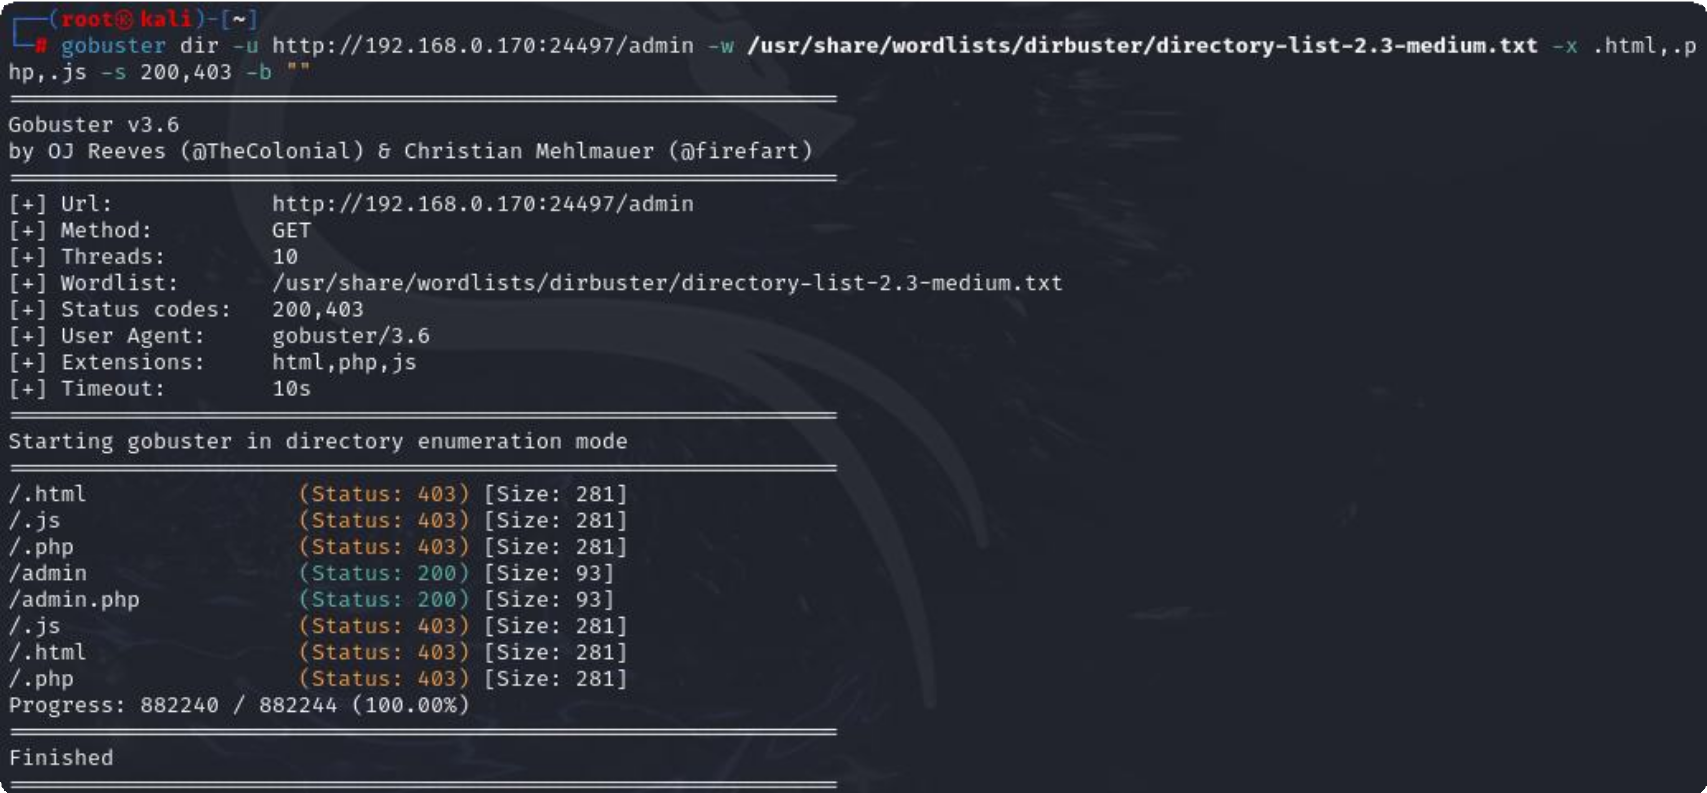 ┌──(root㉿kali)-[~]
└─# gobuster dir -u http://192.168.0.170:24497/admin -w /usr/share/wordlists/dirbuster/directory-list-2.3-medium.txt -x .html,.p
hp,.js -s 200,403 -b ""
===============================================================
Gobuster v3.6
by OJ Reeves (@TheColonial) & Christian Mehlmauer (@firefart)
===============================================================
[+] Url:            http://192.168.0.170:24497/admin
[+] Method:         GET
[+] Threads:        10
[+] Wordlist:       /usr/share/wordlists/dirbuster/directory-list-2.3-medium.txt
[+] Status codes:   200,403
[+] User Agent:     gobuster/3.6
[+] Extensions:     html,php,js
[+] Timeout:        10s
===============================================================
Starting gobuster in directory enumeration mode
===============================================================
/.html                (Status: 403) [Size: 281]
/.js                  (Status: 403) [Size: 281]
/.php                 (Status: 403) [Size: 281]
/admin                (Status: 200) [Size: 93]
/admin.php            (Status: 200) [Size: 93]
/.js                  (Status: 403) [Size: 281]
/.html                (Status: 403) [Size: 281]
/.php                 (Status: 403) [Size: 281]
Progress: 882240 / 882244 (100.00%)
===============================================================
Finished
===============================================================